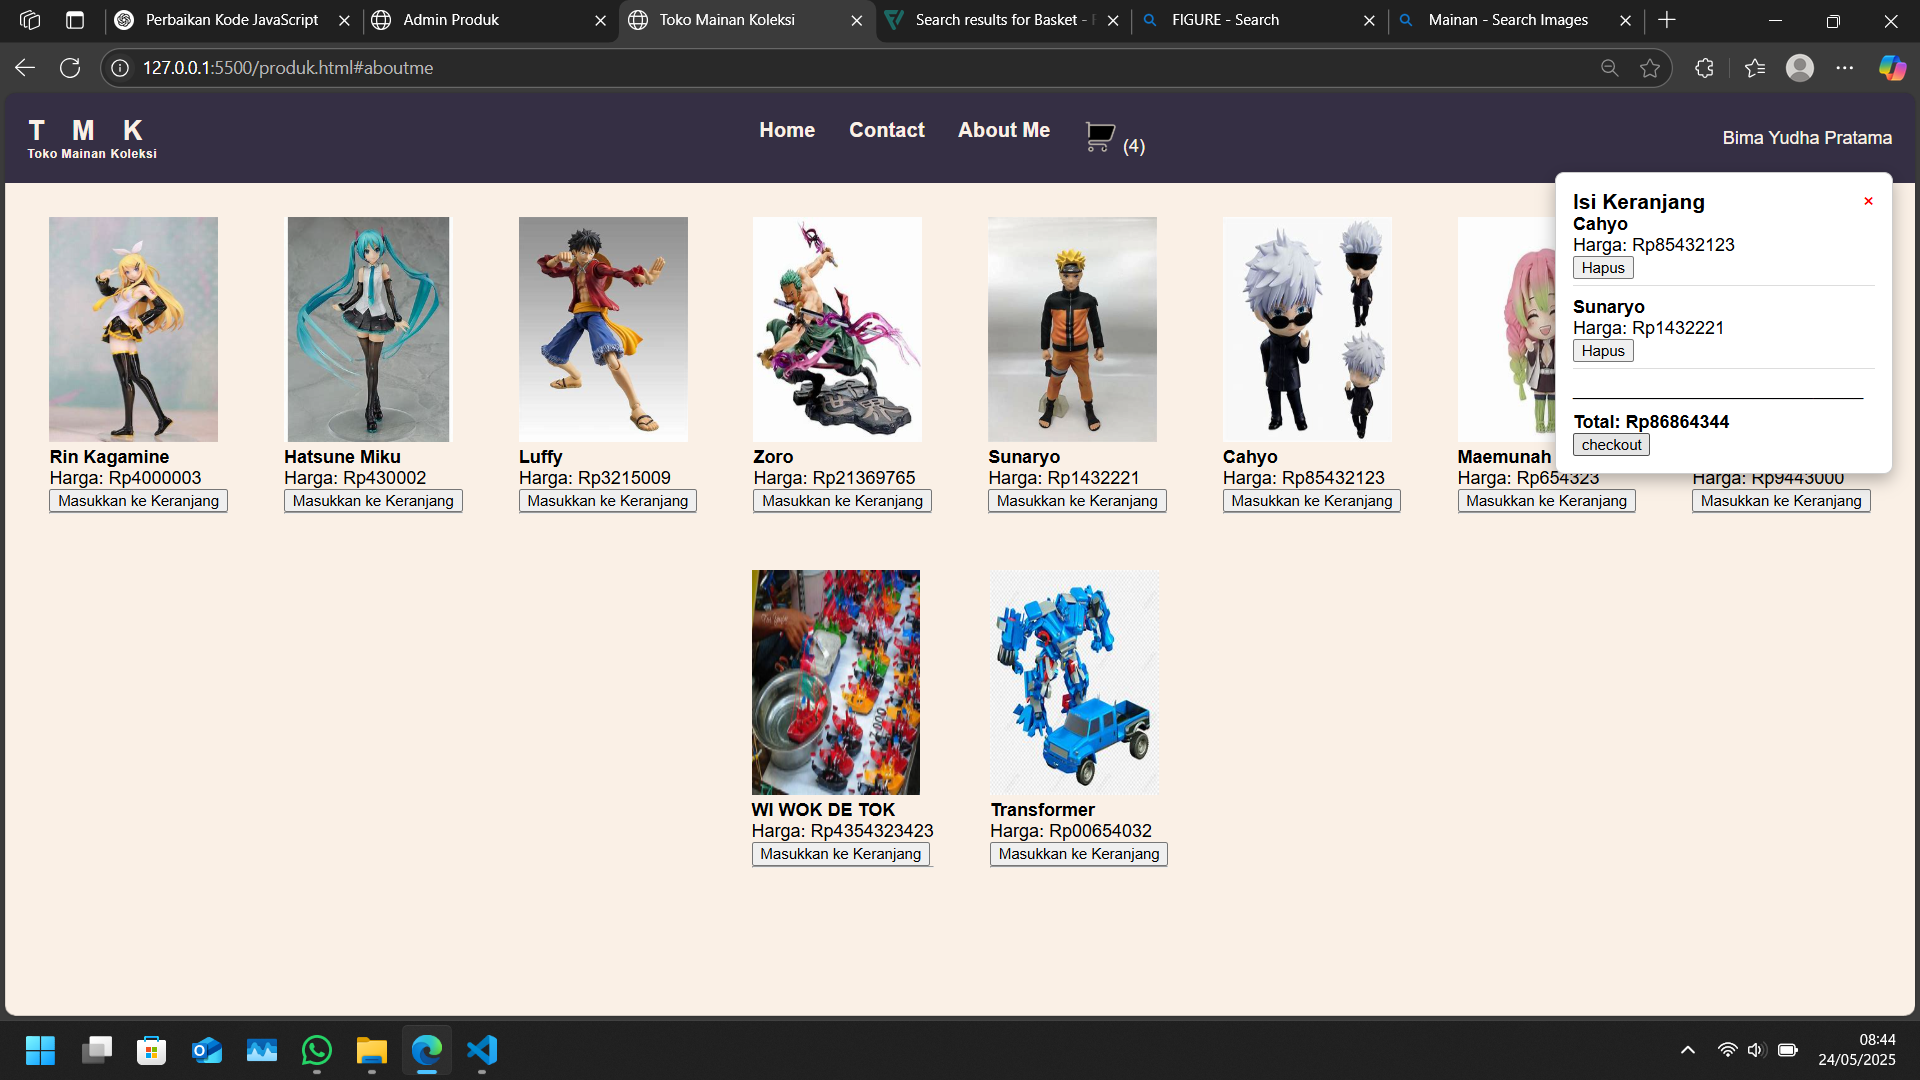 Perbaikan Kode JavaScript
Admin Produk
Toko Mainan Koleksi
Search results for Basket -
FIGURE - Search
Mainan - Search Images
127.0.0.1:5500/produk.html#aboutme
T M K
Toko Mainan Koleksi
Home
Contact
About Me
(4)
Bima Yudha Pratama
Isi Keranjang
×
Cahyo
Harga: Rp85432123
Hapus
Sunaryo
Harga: Rp1432221
Hapus
Total: Rp86864344
checkout
Rin Kagamine
Harga: Rp4000003
Masukkan ke Keranjang
Hatsune Miku
Harga: Rp430002
Masukkan ke Keranjang
Luffy
Harga: Rp3215009
Masukkan ke Keranjang
Zoro
Harga: Rp21369765
Masukkan ke Keranjang
Sunaryo
Harga: Rp1432221
Masukkan ke Keranjang
Cahyo
Harga: Rp85432123
Masukkan ke Keranjang
Maemunah
Harga: Rp654323
Masukkan ke Keranjang
Harga: Rp9443000
Masukkan ke Keranjang
WI WOK DE TOK
Harga: Rp4354323423
Masukkan ke Keranjang
Transformer
Harga: Rp00654032
Masukkan ke Keranjang
08:44
24/05/2025